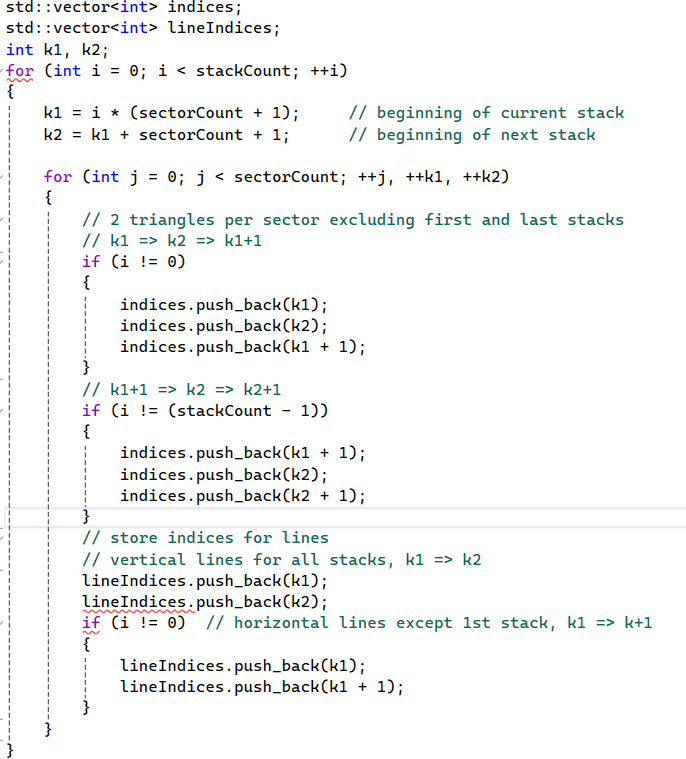 std::vector<int> indices;
std::vector<int> lineIndices;
int k1, k2;
for (int i = 0; i < stackCount; ++i)
{
    k1 = i * (sectorCount + 1);     // beginning of current stack
    k2 = k1 + sectorCount + 1;      // beginning of next stack

    for (int j = 0; j < sectorCount; ++j, ++k1, ++k2)
    {
        // 2 triangles per sector excluding first and last stacks
        // k1 => k2 => k1+1
        if (i != 0)
        {
            indices.push_back(k1);
            indices.push_back(k2);
            indices.push_back(k1 + 1);
        }
        // k1+1 => k2 => k2+1
        if (i != (stackCount - 1))
        {
            indices.push_back(k1 + 1);
            indices.push_back(k2);
            indices.push_back(k2 + 1);
        }
        // store indices for lines
        // vertical lines for all stacks, k1 => k2
        lineIndices.push_back(k1);
        lineIndices.push_back(k2);
        if (i != 0)  // horizontal lines except 1st stack, k1 => k+1
        {
            lineIndices.push_back(k1);
            lineIndices.push_back(k1 + 1);
        }
    }
}